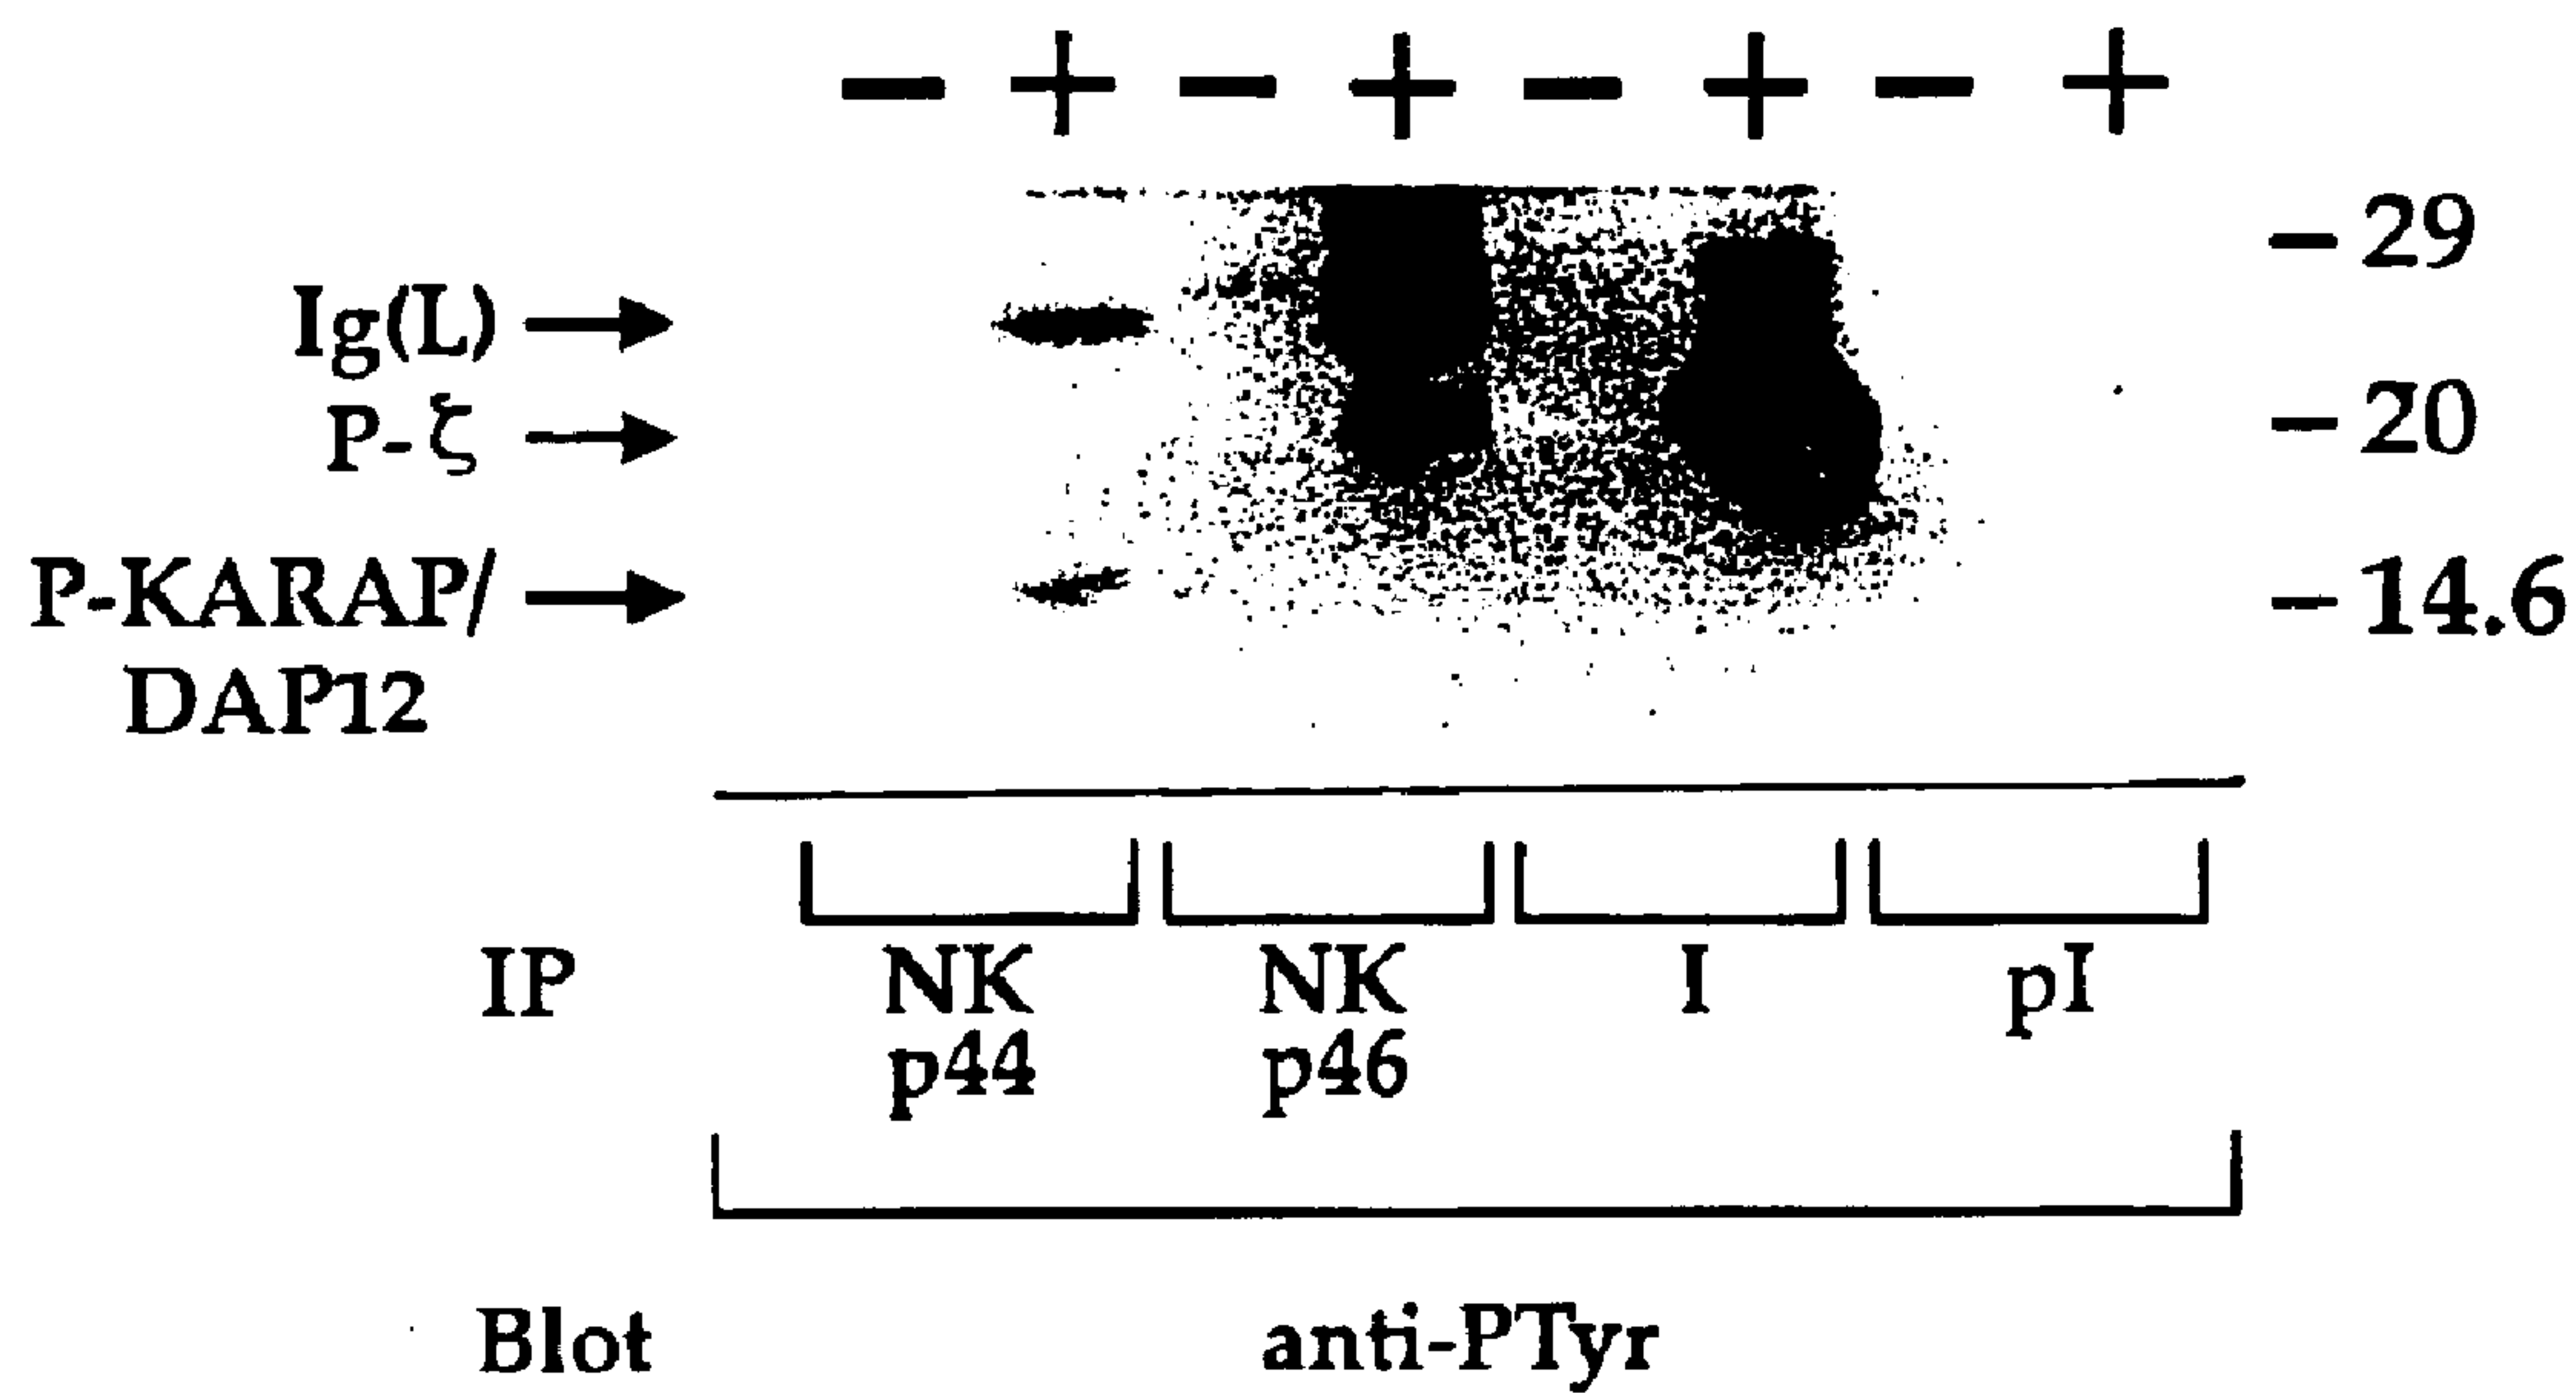 − + − + − + − +
− 29
Ig(L)
P-ζ
− 20
P-KARAP/
DAP12
− 14.6
IP
NK
p44
NK
p46
I
pI
Blot
anti-PTyr